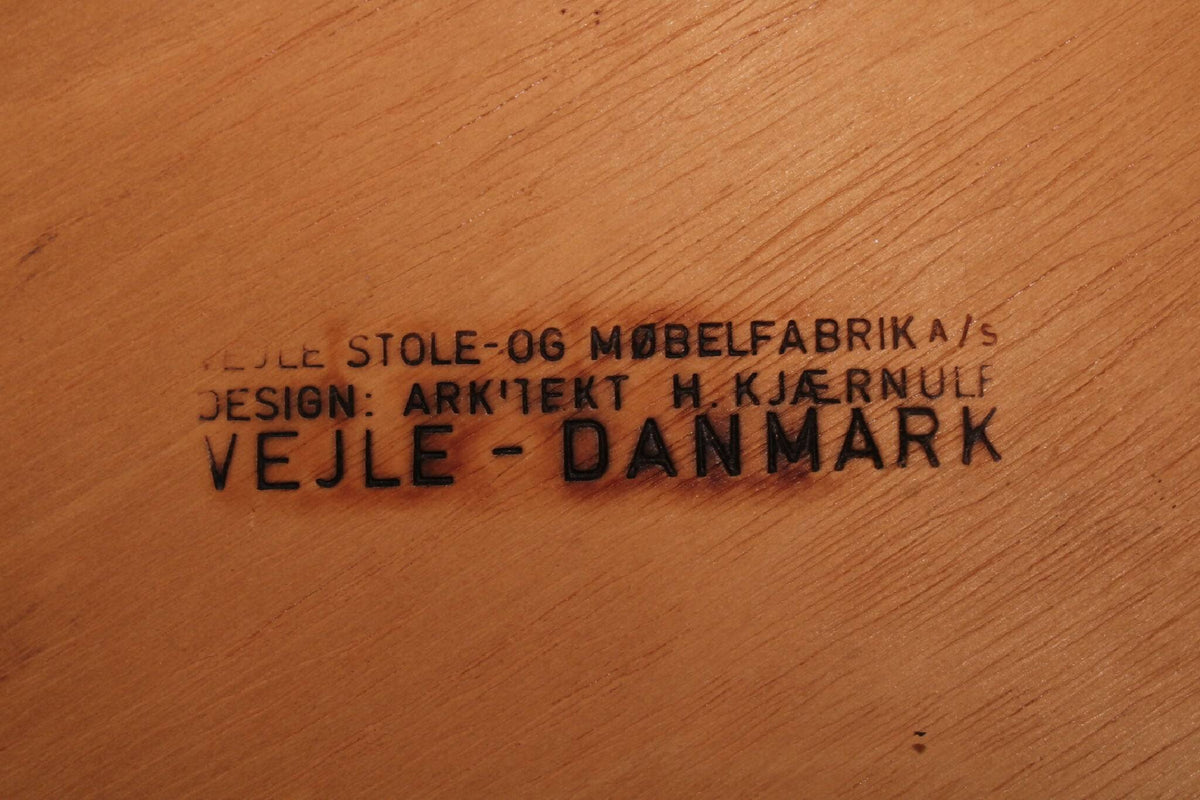 VEJLE STOLE-OG MØBELFABRIK A/S
DESIGN: ARKITEKT H. KJÆRNULF
VEJLE - DANMARK